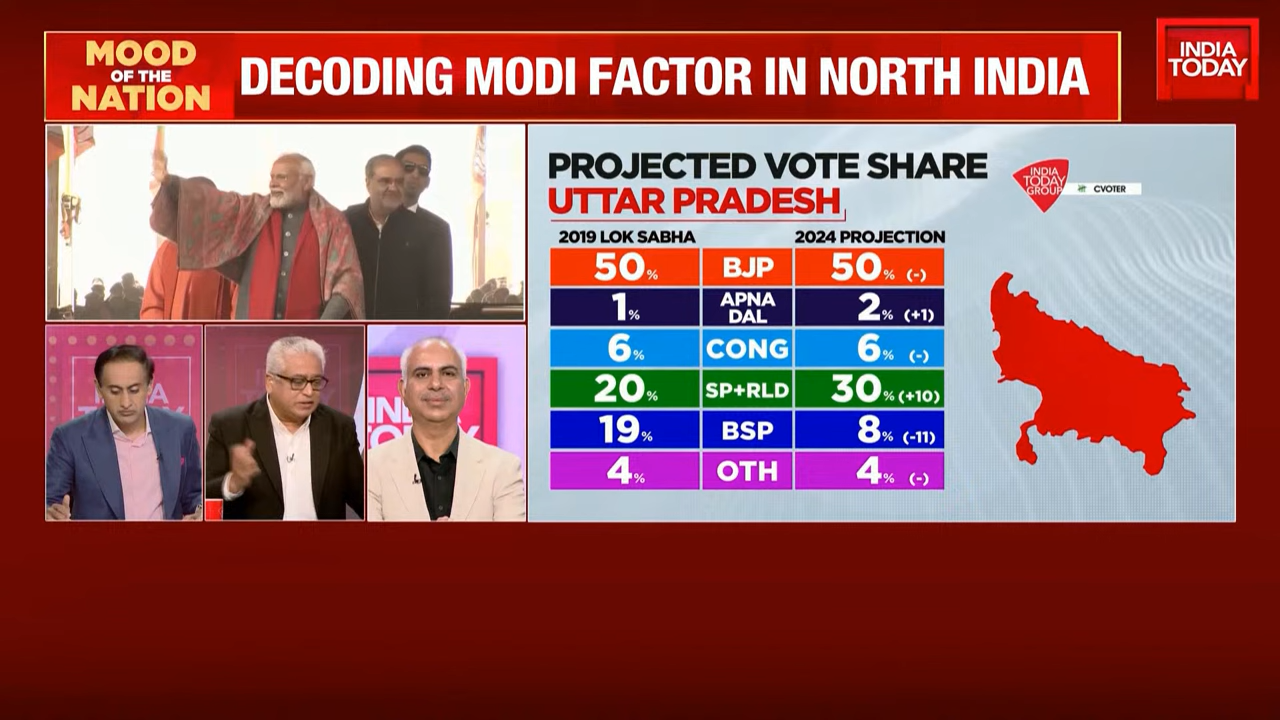 MOOD
OF THE
NATION
DECODING MODI FACTOR IN NORTH INDIA
INDIA
TODAY
PROJECTED VOTE SHARE
UTTAR PRADESH
INDIA
TODAY
GROUP
CVOTER
2019 LOK SABHA 2024 PROJECTION
50% BJP 50% (-)
1% APNA DAL 2% (+1)
6% CONG 6% (-)
20% SP+RLD 30% (+10)
19% BSP 8% (-11)
4% OTH 4% (-)